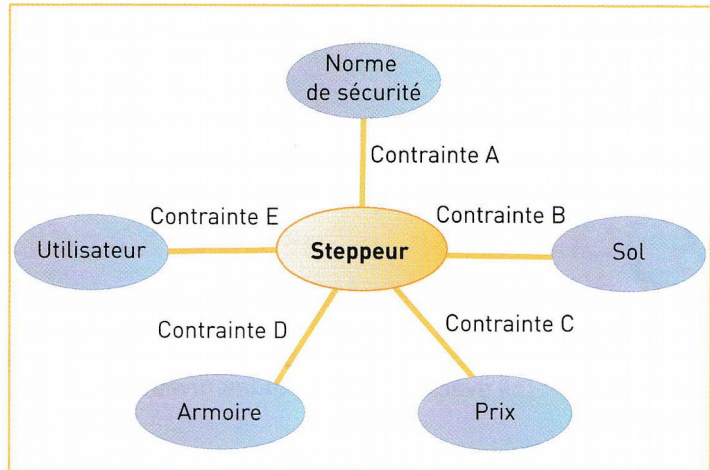 Norme
de sécurité
Contrainte A
Contrainte E
Contrainte B
Utilisateur
Steppeur
Sol
Contrainte D
Contrainte C
Armoire
Prix